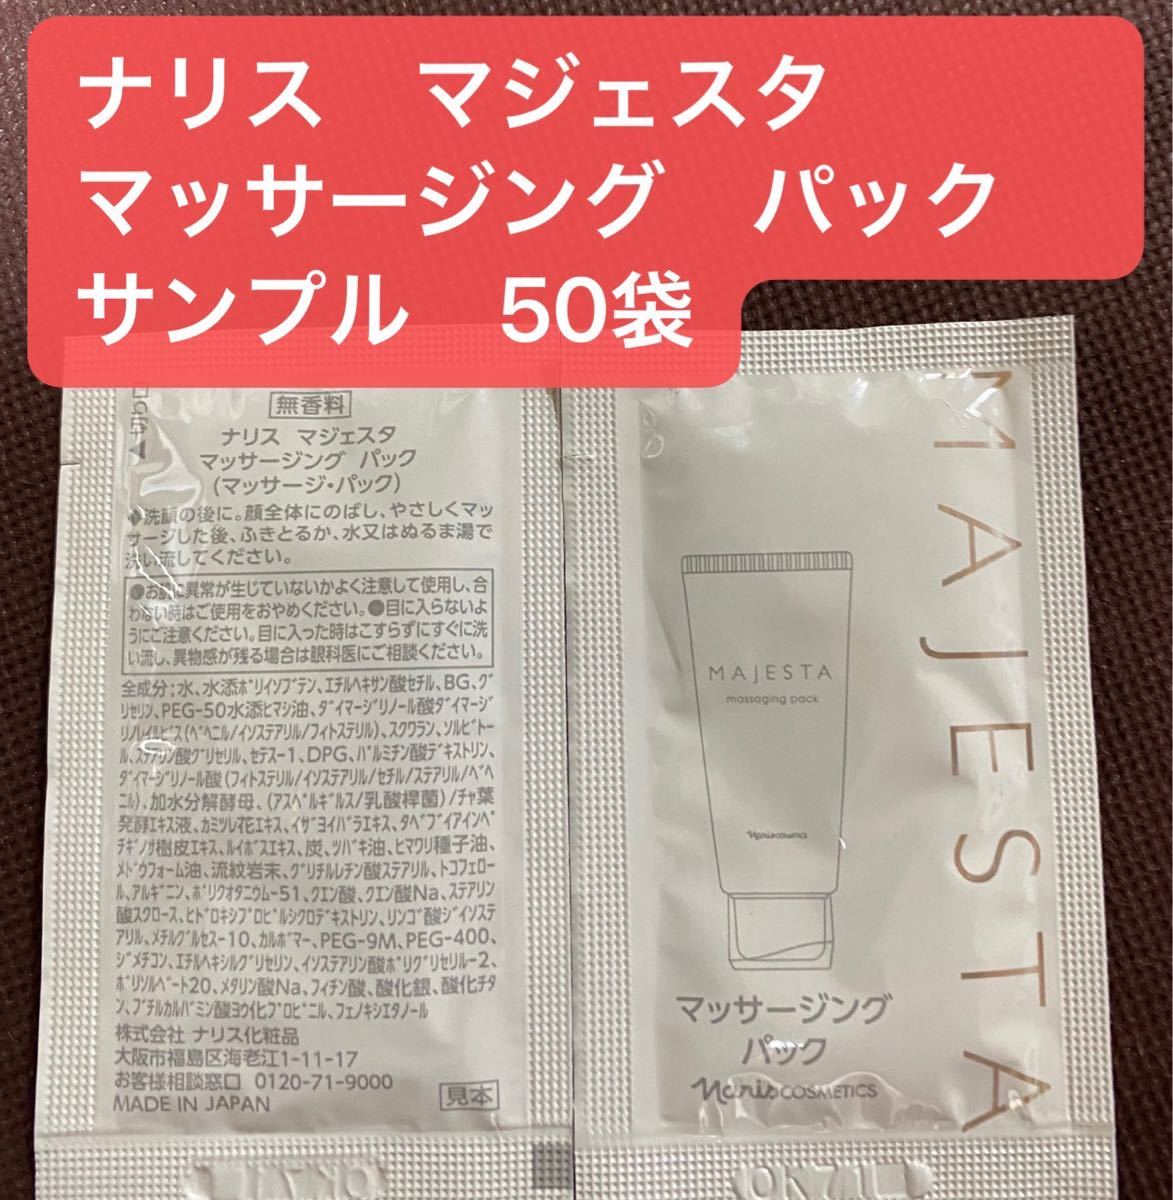 ナリス　マジェスタ
マッサージング　パック
サンプル　50袋
無香料
ナリス マジェスタ
マッサージング パック
(マッサージ・パック)
◆洗顔の後に。顔全体にのばし、やさしくマッ
サージした後、ふきとるか、水又はぬるま湯で
洗い流してください。
●お肌に異常が生じていないかよく注意して使用し、合
わない時はご使用をおやめください。●目に入らないよ
うにご注意ください。目に入った時はこすらずにすぐに洗
い流し、異物感が残る場合は眼科医にご相談ください。
全成分;水、水添ポリイソブテン、エチルヘキサン酸セチル、BG、グ
リセリン、PEG-50水添ヒマシ油、ダイマージリノール酸ダイマージ
リノレイルビス(ベヘニル/イソステアリル/フィトステリル)、スクワラン、ソルビトー
ル、ステアリン酸グリセリル、セテス-1、DPG、パルミチン酸デキストリン、
ダイマージリノール酸(フィトステリル/イソステアリル/セチル/ステアリル/ベヘ
ニル)、加水分解酵母、(アスペルギルス/乳酸桿菌)/チャ葉
発酵エキス液、カミツレ花エキス、イザヨイバラエキス、タベブイアインペ
チギノサ樹皮エキス、ルイボスエキス、炭、ツバキ油、ヒマワリ種子油、
メドウフォーム油、流紋岩末、グリチルレチン酸ステアリル、トコフェロー
ル、アルギニン、ポリクオタニウム-51、クエン酸、クエン酸Na、ステアリン
酸スクロース、ヒドロキシプロピルシクロデキストリン、リンゴ酸ジイソステ
アリル、メチルグルセス-10、カルボマー、PEG-9M、PEG-400、
ジメチコン、エチルヘキシルグリセリン、イソステアリン酸ポリグリセリル-2、
ポリソルベート20、メタリン酸Na、フィチン酸、酸化銀、酸化チタ
ン、ブチルカルバミン酸ヨウ化プロピニル、フェノキシエタノール
株式会社 ナリス化粧品
大阪市福島区海老江1-11-17
お客様相談窓口 0120-71-9000
MADE IN JAPAN
見本
MAJESTA
MAJESTA
massaging pack
Nariscosmo
マッサージング
パック
Naris COSMETICS